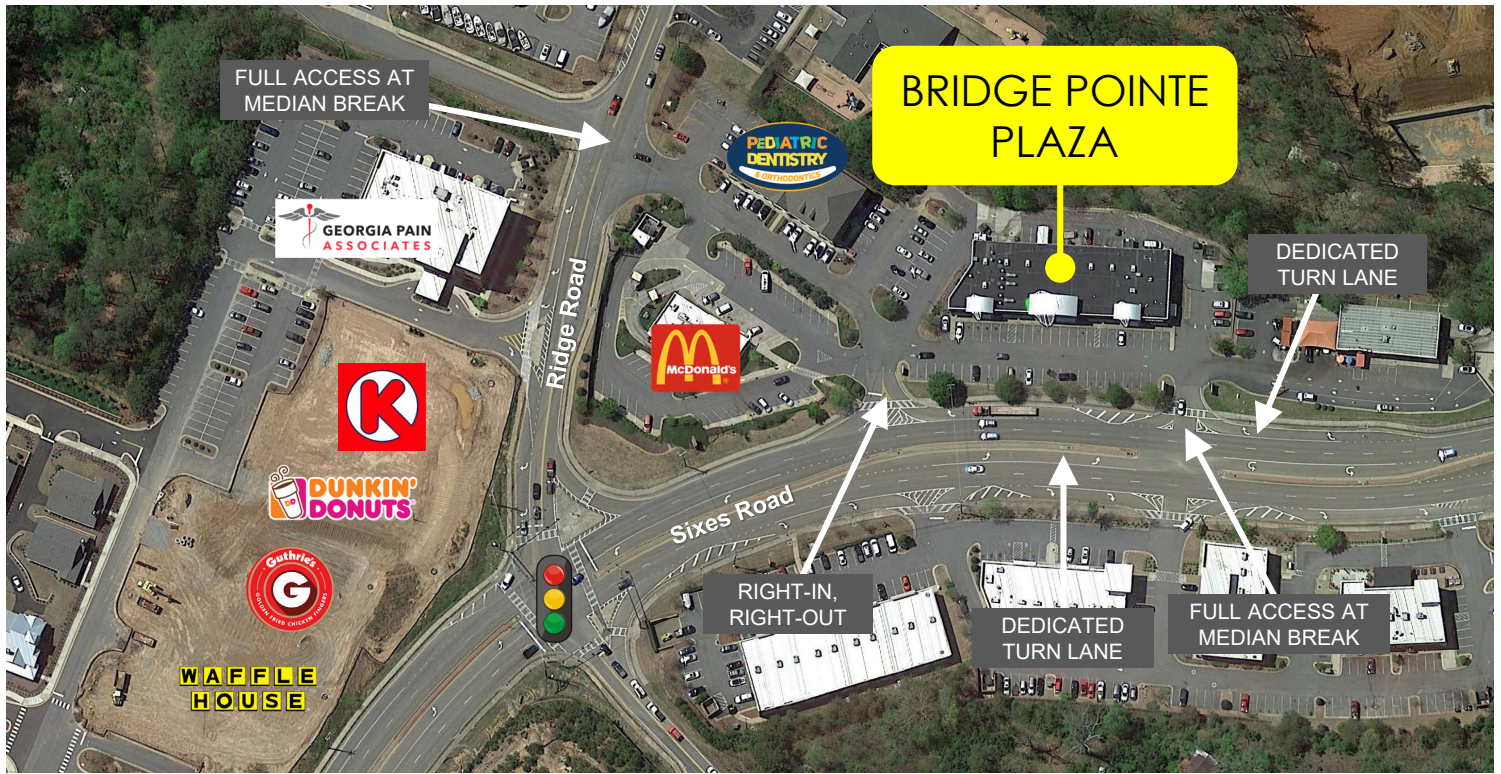 FULL ACCESS AT
MEDIAN BREAK
BRIDGE POINTE
PLAZA
PEDIATRIC
DENTISTRY
& ORTHODONTICS
GEORGIA PAIN
ASSOCIATES
DEDICATED
TURN LANE
Ridge Road
McDonald's
K
DUNKIN'
DONUTS
Sixes Road
Guthrie's
G
GOLDEN FRIED CHICKEN FINGERS
RIGHT-IN,
RIGHT-OUT
DEDICATED
TURN LANE
FULL ACCESS AT
MEDIAN BREAK
WAFFLE
HOUSE